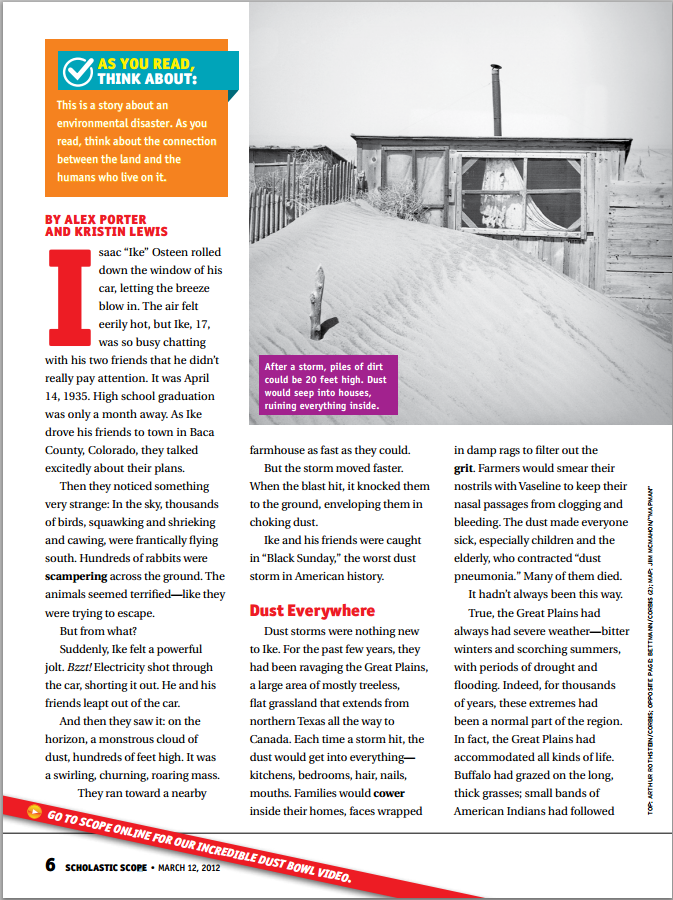 AS YOU READ,
THINK ABOUT:
This is a story about an
environmental disaster. As you
read, think about the connection
between the land and the
humans who live on it.
BY ALEX PORTER
AND KRISTIN LEWIS
Isaac “Ike” Osteen rolled
down the window of his
car, letting the breeze
blow in. The air felt
eerily hot, but Ike, 17,
was so busy chatting
with his two friends that he didn’t
really pay attention. It was April
14, 1935. High school graduation
was only a month away. As Ike
drove his friends to town in Baca
County, Colorado, they talked
excitedly about their plans.
Then they noticed something
very strange: In the sky, thousands
of birds, squawking and shrieking
and cawing, were frantically flying
south. Hundreds of rabbits were
scampering across the ground. The
animals seemed terrified—like they
were trying to escape.
But from what?
Suddenly, Ike felt a powerful
jolt. Bzzt! Electricity shot through
the car, shorting it out. He and his
friends leapt out of the car.
And then they saw it: on the
horizon, a monstrous cloud of
dust, hundreds of feet high. It was
a swirling, churning, roaring mass.
They ran toward a nearby
After a storm, piles of dirt
could be 20 feet high. Dust
would seep into houses,
ruining everything inside.
farmhouse as fast as they could.
But the storm moved faster.
When the blast hit, it knocked them
to the ground, enveloping them in
choking dust.
Ike and his friends were caught
in “Black Sunday,” the worst dust
storm in American history.
Dust Everywhere
Dust storms were nothing new
to Ike. For the past few years, they
had been ravaging the Great Plains,
a large area of mostly treeless,
flat grassland that extends from
northern Texas all the way to
Canada. Each time a storm hit, the
dust would get into everything—
kitchens, bedrooms, hair, nails,
mouths. Families would cower
inside their homes, faces wrapped
in damp rags to filter out the
grit. Farmers would smear their
nostrils with Vaseline to keep their
nasal passages from clogging and
bleeding. The dust made everyone
sick, especially children and the
elderly, who contracted “dust
pneumonia.” Many of them died.
It hadn’t always been this way.
True, the Great Plains had
always had severe weather—bitter
winters and scorching summers,
with periods of drought and
flooding. Indeed, for thousands
of years, these extremes had
been a normal part of the region.
In fact, the Great Plains had
accommodated all kinds of life.
Buffalo had grazed on the long,
thick grasses; small bands of
American Indians had followed
TOP: ARTHUR ROTHSTEIN/CORBIS; OPPOSITE PAGE: BETTMANN/CORBIS (2); MAP: JIM MCMAHON/"MAPMAN"
GO TO SCOPE ONLINE FOR OUR INCREDIBLE DUST BOWL VIDEO.
6 SCHOLASTIC SCOPE • MARCH 12, 2012